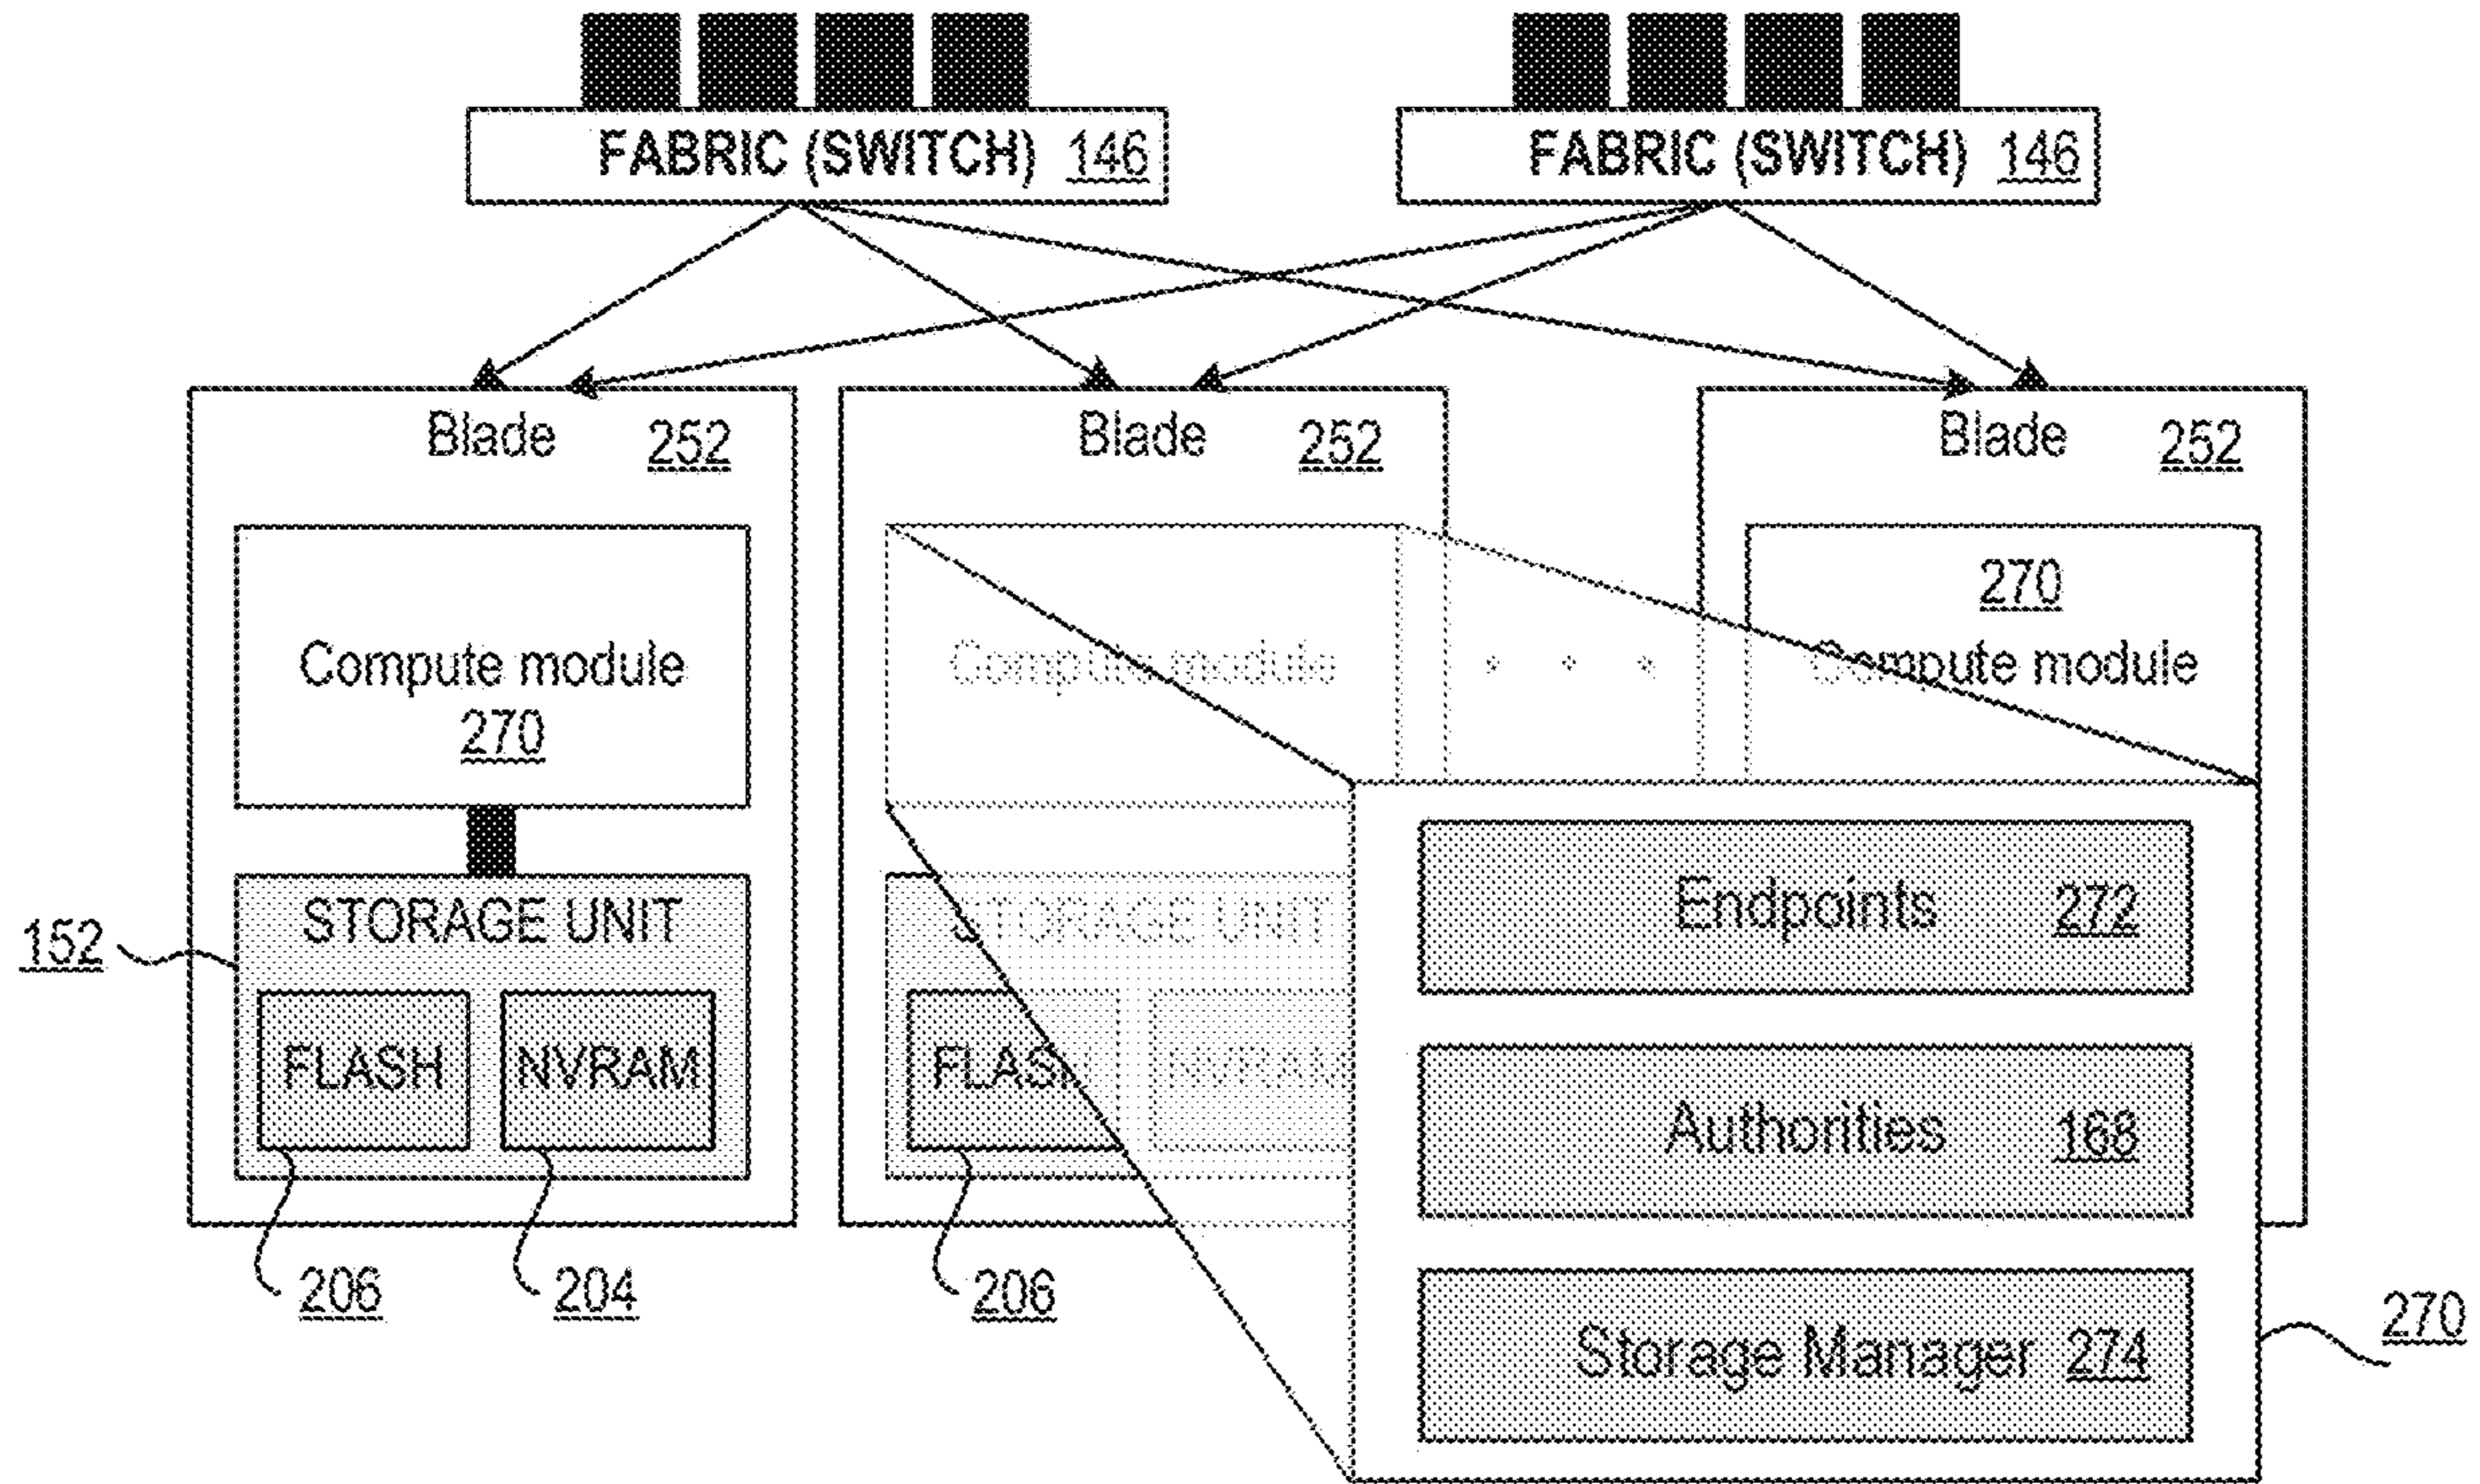 FABRIC (SWITCH) 146
FABRIC (SWITCH) 146
Blade 252
Blade 252
Blade 252
Compute module
270
Compute module
270
Compute module
. . .
152
STORAGE UNIT
FLASH
NVRAM
206
204
STORAGE UNIT
FLASH
NVRAM
206
Endpoints 272
Authorities 168
Storage Manager 274
270